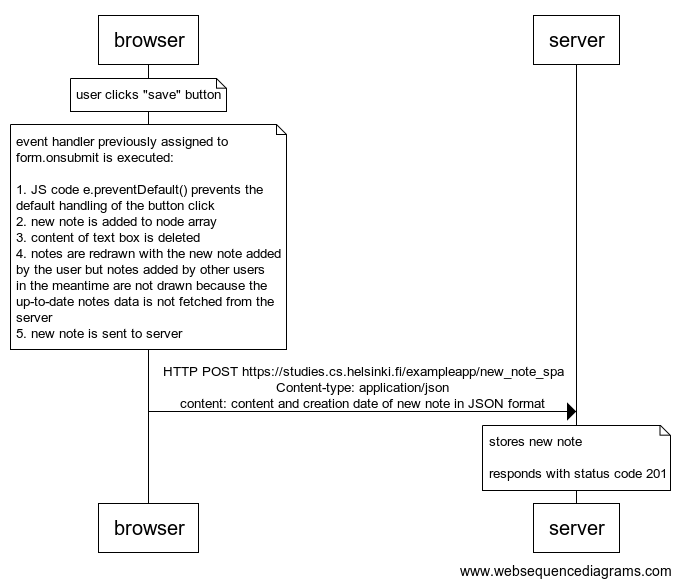 browser
server
user clicks "save" button
event handler previously assigned to
form.onsubmit is executed:
1. JS code e.preventDefault() prevents the
default handling of the button click
2. new note is added to node array
3. content of text box is deleted
4. notes are redrawn with the new note added
by the user but notes added by other users
in the meantime are not drawn because the
up-to-date notes data is not fetched from the
server
5. new note is sent to server
HTTP POST https://studies.cs.helsinki.fi/exampleapp/new_note_spa
Content-type: application/json
content: content and creation date of new note in JSON format
stores new note
responds with status code 201
browser
server
www.websequencediagrams.com